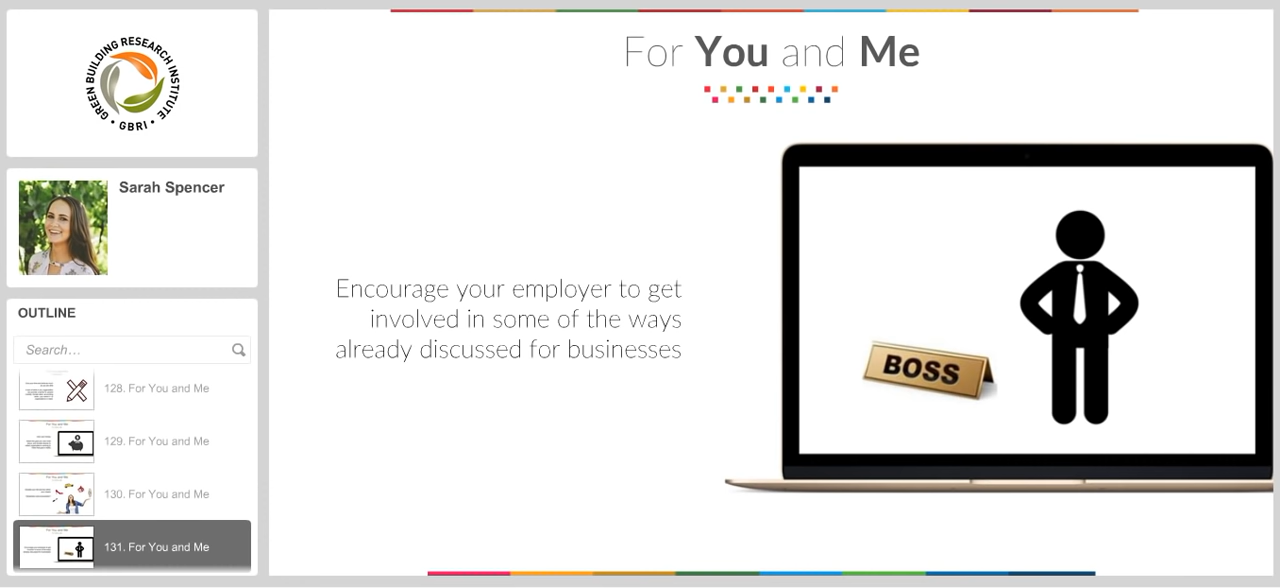 GREEN BUILDING RESEARCH INSTITUTE
• GBRI •
Sarah Spencer
OUTLINE
Search...
128. For You and Me
129. For You and Me
130. For You and Me
131. For You and Me
For You and Me
Encourage your employer to get
involved in some of the ways
already discussed for businesses
BOSS